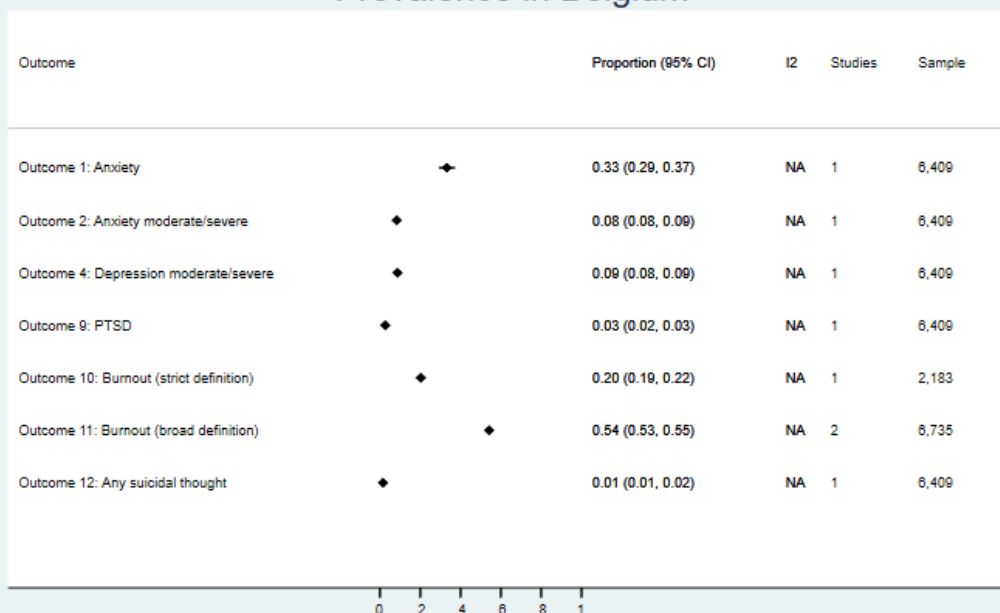 Prevalence in Belgium
Outcome Proportion (95% CI) I2 Studies Sample
Outcome 1: Anxiety 0.33 (0.29, 0.37) NA 1 6,409
Outcome 2: Anxiety moderate/severe 0.08 (0.08, 0.09) NA 1 6,409
Outcome 4: Depression moderate/severe 0.09 (0.08, 0.09) NA 1 6,409
Outcome 9: PTSD 0.03 (0.02, 0.03) NA 1 6,409
Outcome 10: Burnout (strict definition) 0.20 (0.19, 0.22) NA 1 2,183
Outcome 11: Burnout (broad definition) 0.54 (0.53, 0.55) NA 2 6,735
Outcome 12: Any suicidal thought 0.01 (0.01, 0.02) NA 1 6,409
0 2 4 6 8 1